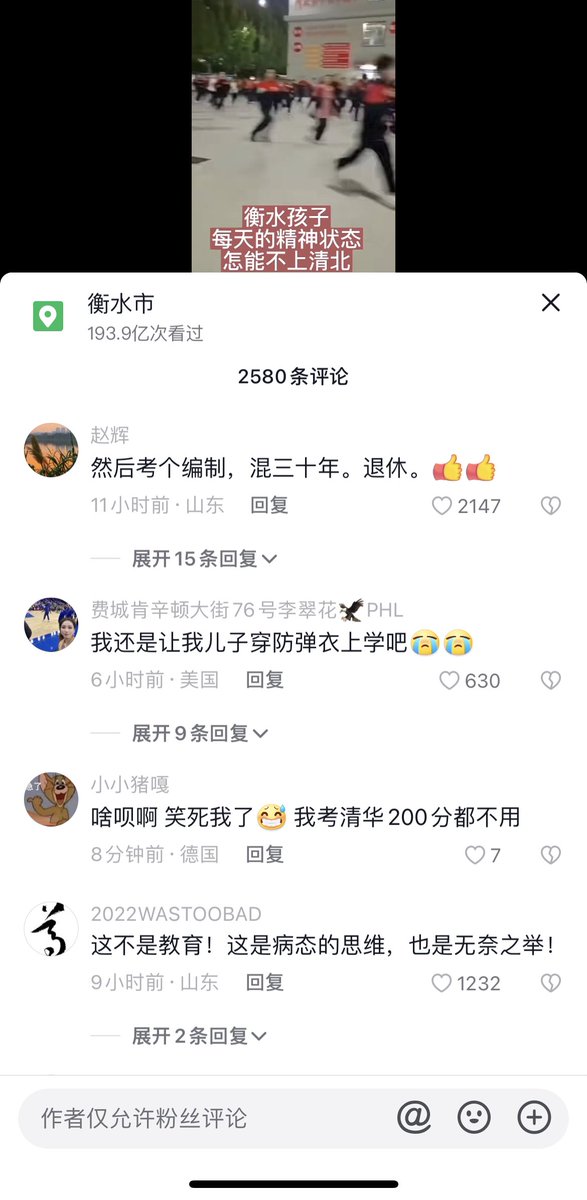 衡水孩子
每天的精神状态
怎能不上清北
衡水市
193.9亿次看过
2580条评论
赵辉
然后考个编制，混三十年。退休。👍👍
11小时前·山东 回复 2147
展开15条回复
费城肯辛顿大街76号李翠花🦅PHL
我还是让我儿子穿防弹衣上学吧😭😭
6小时前·美国 回复 630
展开9条回复
小小猪嘎
啥呗啊 笑死我了😅 我考清华200分都不用
8分钟前·德国 回复 7
2022WASTOOBAD
这不是教育！这是病态的思维，也是无奈之举！
9小时前·山东 回复 1232
展开2条回复
作者仅允许粉丝评论